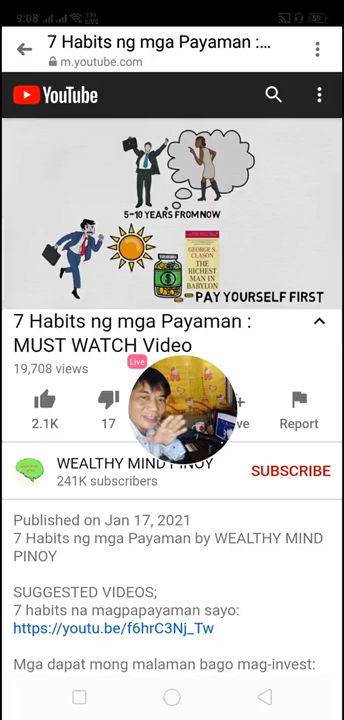 9:08
59
7 Habits ng mga Payaman :...
m.youtube.com
YouTube
5-10 YEARS FROM NOW
GEORGE S.
CLASON
THE
RICHEST
MAN IN
BABYLON
PAY YOURSELF FIRST
7 Habits ng mga Payaman :
MUST WATCH Video
19,708 views
Live
2.1K
17
ve
Report
WEALTHY MIND PINOY
241K subscribers
SUBSCRIBE
Published on Jan 17, 2021
7 Habits ng mga Payaman by WEALTHY MIND
PINOY
SUGGESTED VIDEOS;
7 habits na magpapayaman sayo:
https://youtu.be/f6hrC3Nj_Tw
Mga dapat mong malaman bago mag-invest: